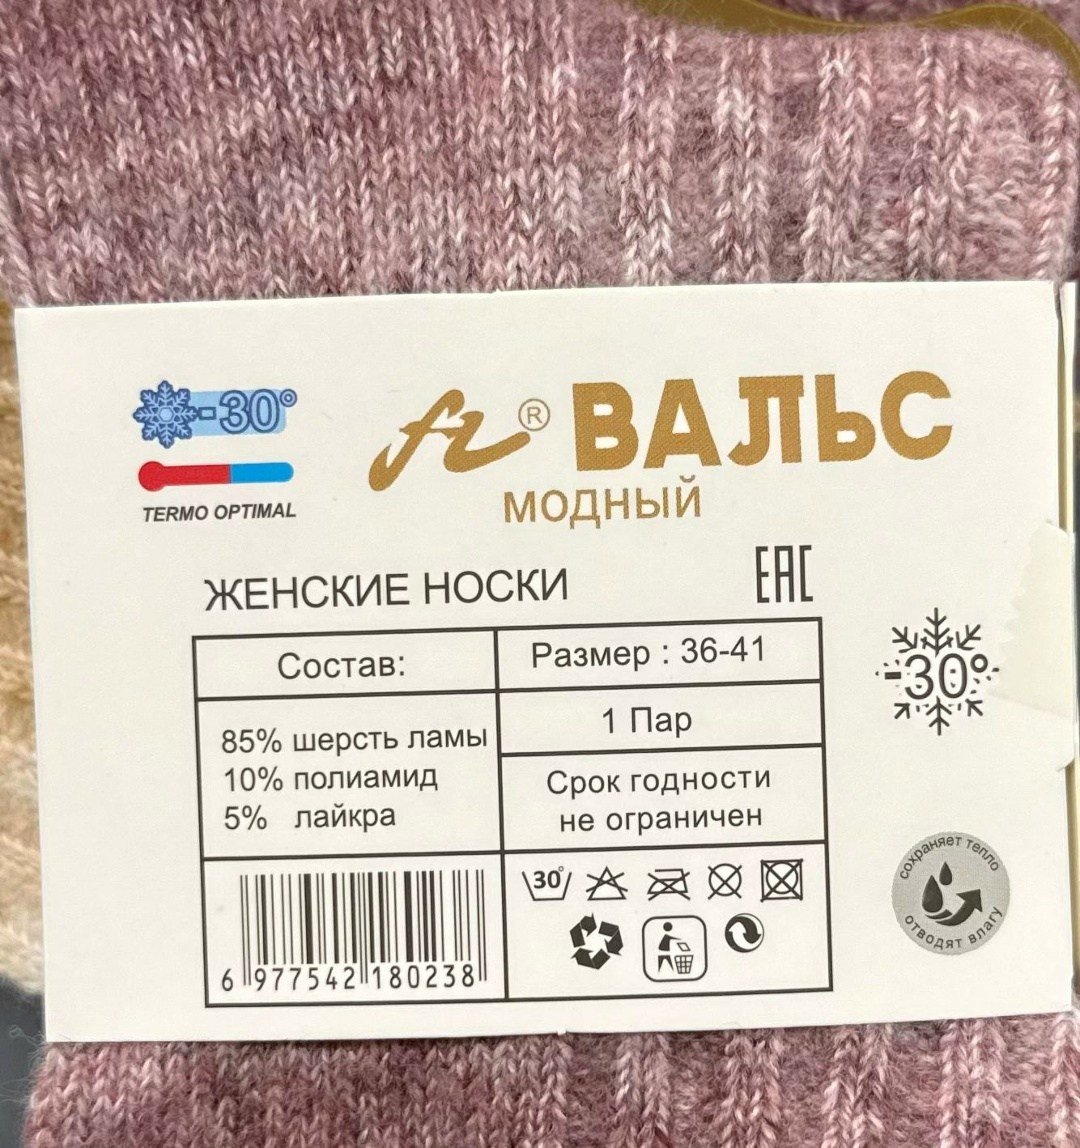 -30°
TERMO OPTIMAL
® ВАЛЬС
МОДНЫЙ
ЖЕНСКИЕ НОСКИ
ЕАС
Состав:
85% шерсть ламы
10% полиамид
5% лайкра
Размер : 36-41
1 Пар
Срок годности
не ограничен
30°
6 977542 180238
-30°
сохраняет тепло
отводят влагу